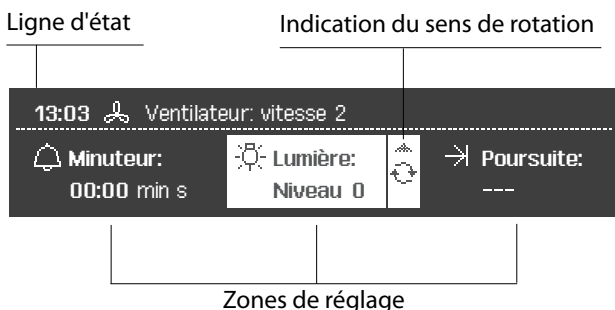 Ligne d'état
Indication du sens de rotation
13:03 Ventilateur: vitesse 2
Minuteur: Lumière: Poursuite:
00:00 min s Niveau 0 ---
Zones de réglage